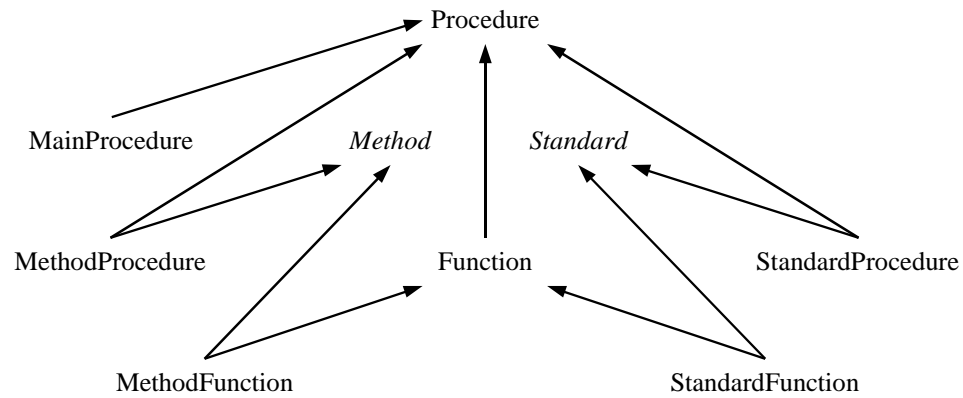 Procedure
MainProcedure
Method
Standard
MethodProcedure
Function
StandardProcedure
MethodFunction
StandardFunction